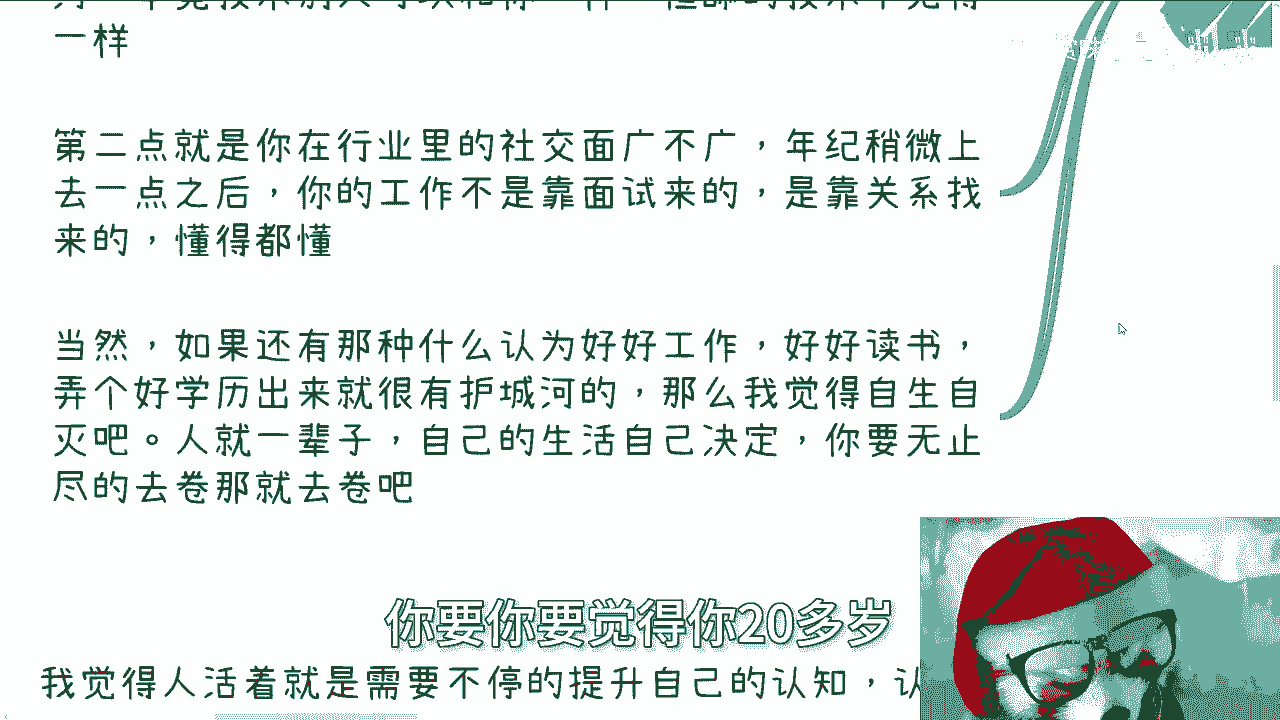 一样
第二点就是你在行业里的社交面广不广，年纪稍微上
去一点之后，你的工作不是靠面试来的，是靠关系找
来的，懂得都懂
当然，如果还有那种什么认为好好工作，好好读书，
弄个好学历出来就很有护城河的，那么我觉得自生自
灭吧。人就一辈子，自己的生活自己决定，你要无止
尽的去卷那就去卷吧
你要你要觉得你20多岁
我觉得人活着就是需要不停的提升自己的认知，认